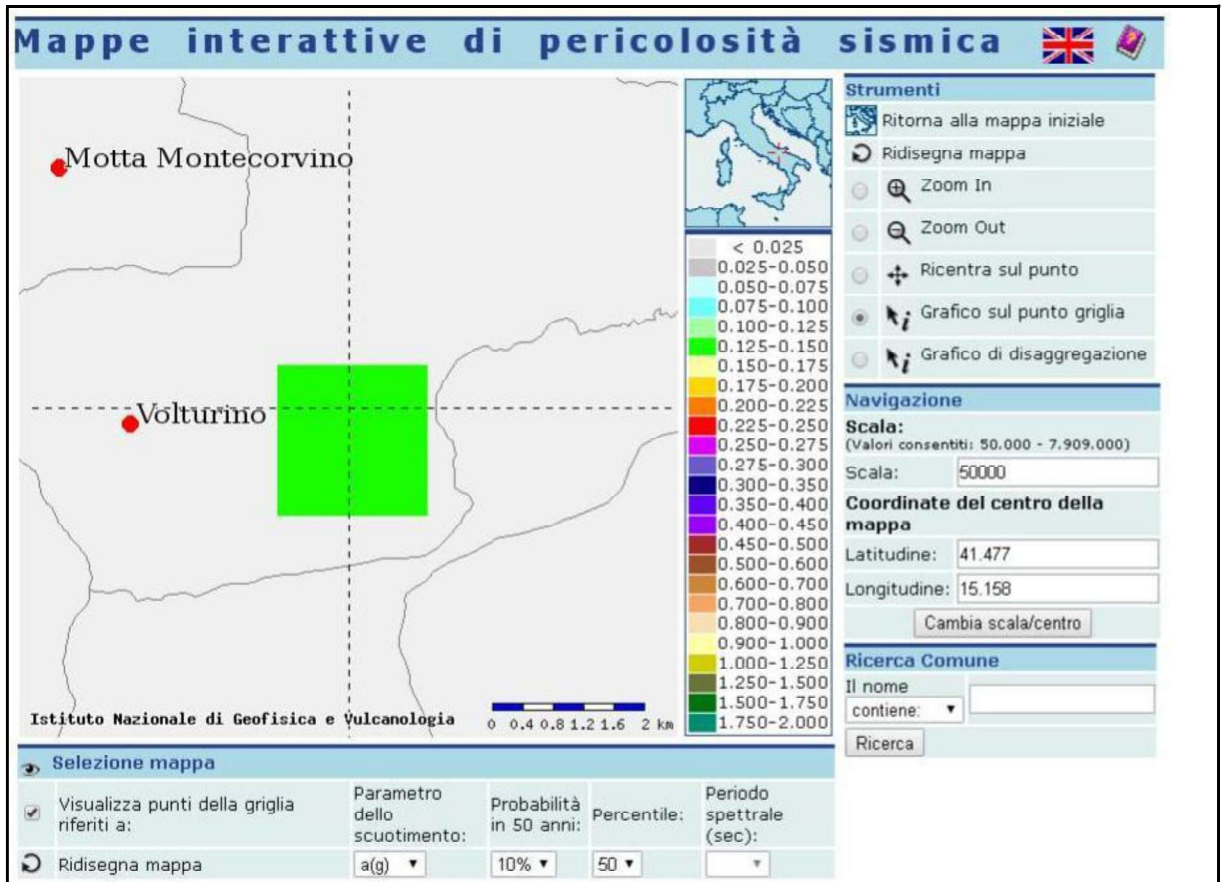 Mappe interattive di pericolosità sismica
Motta Montecorvino
Volturino
Istituto Nazionale di Geofisica e Vulcanologia
0 0.4 0.8 1.2 1.6 2 km
< 0.025
0.025-0.050
0.050-0.075
0.075-0.100
0.100-0.125
0.125-0.150
0.150-0.175
0.175-0.200
0.200-0.225
0.225-0.250
0.250-0.275
0.275-0.300
0.300-0.350
0.350-0.400
0.400-0.450
0.450-0.500
0.500-0.600
0.600-0.700
0.700-0.800
0.800-0.900
0.900-1.000
1.000-1.250
1.250-1.500
1.500-1.750
1.750-2.000
Strumenti
Ritorna alla mappa iniziale
Ridisegna mappa
Zoom In
Zoom Out
Ricentra sul punto
Grafico sul punto griglia
Grafico di disaggregazione
Navigazione
Scala:
(Valori consentiti: 50.000 - 7.909.000)
Scala: 50000
Coordinate del centro della
mappa
Latitudine: 41.477
Longitudine: 15.158
Cambia scala/centro
Ricerca Comune
Il nome
contiene:
Ricerca
Selezione mappa
Visualizza punti della griglia
riferiti a:
Parametro
dello
scuotimento:
Probabilità
in 50 anni:
Percentile:
Periodo
spettrale
(sec):
Ridisegna mappa
a(g) 10% 50